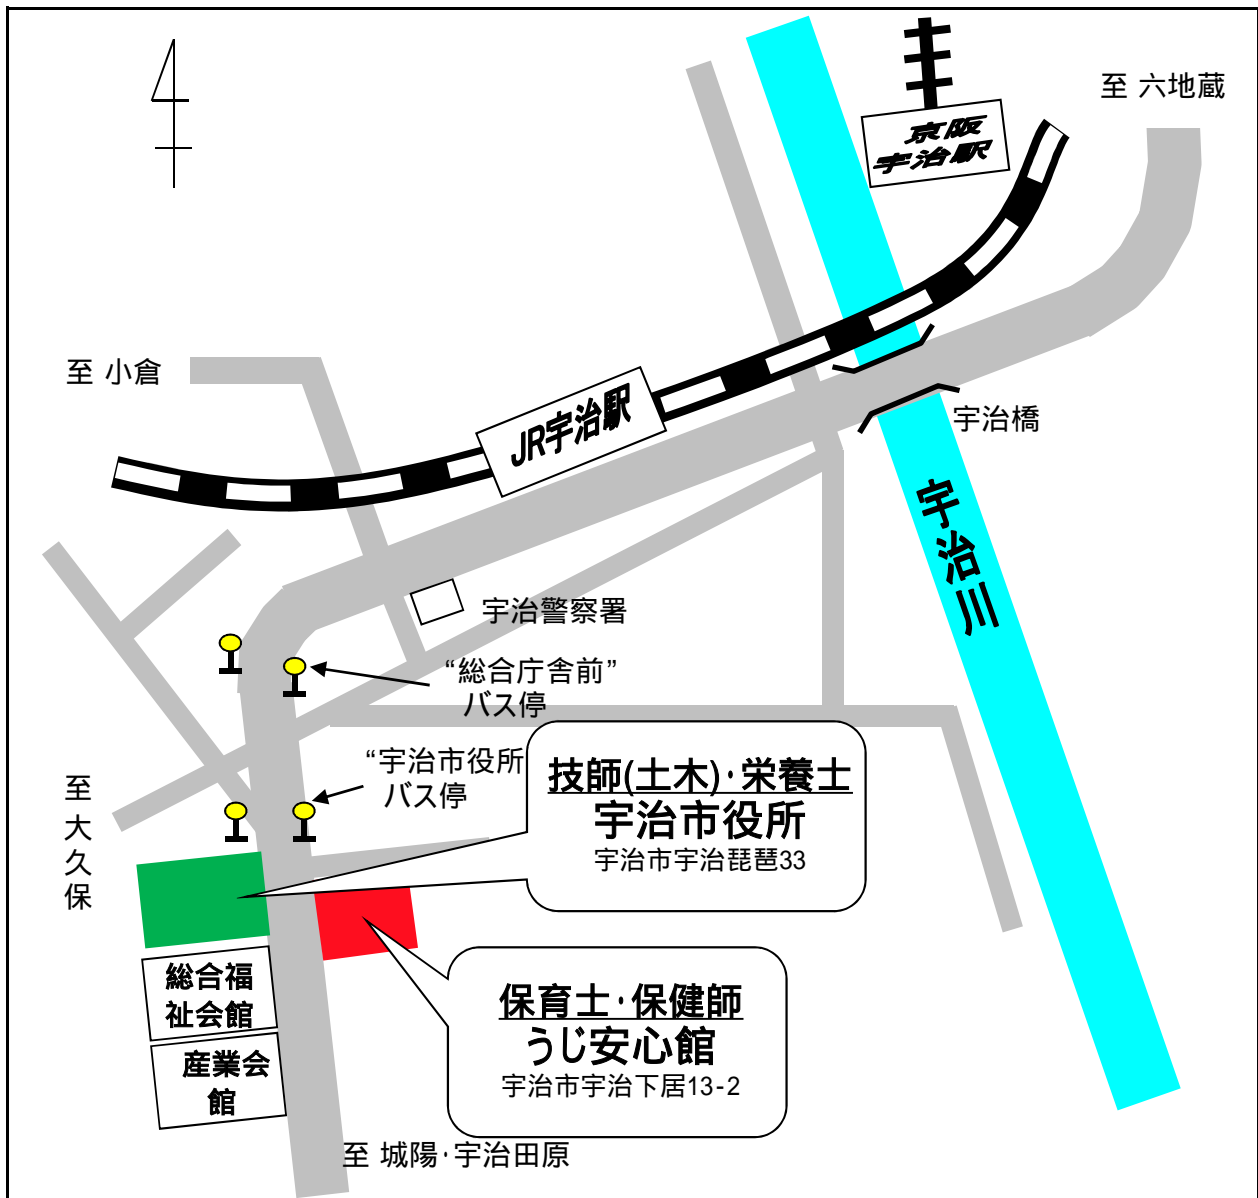 至 六地蔵
京阪
宇治駅
至 小倉
JR宇治駅
宇治橋
宇治川
宇治警察署
“総合庁舎前”
バス停
“宇治市役所
バス停
至 大久保
技師(土木)･栄養士
宇治市役所
宇治市宇治琵琶33
総合福
祉会館
産業会
館
保育士･保健師
うじ安心館
宇治市宇治下居13-2
至 城陽･宇治田原